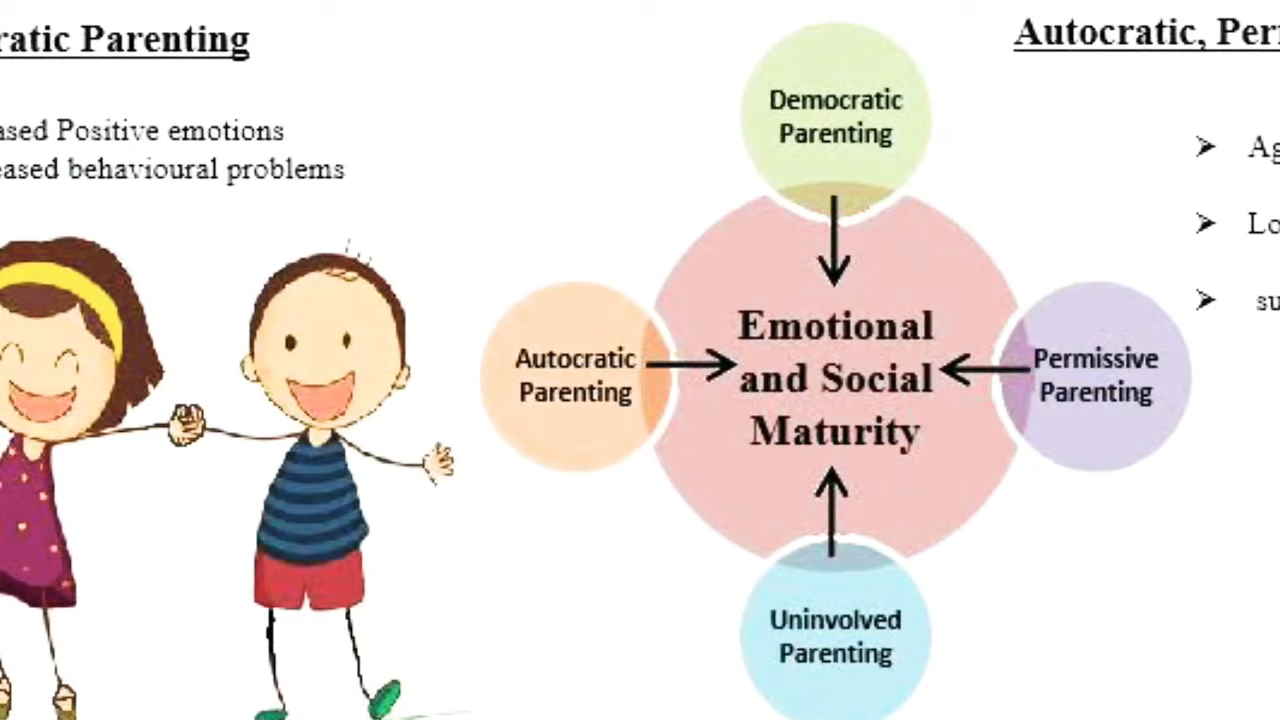 ratic Parenting
ased Positive emotions
eased behavioural problems
Democratic
Parenting
Autocratic
Parenting
Emotional
and Social
Maturity
Permissive
Parenting
Uninvolved
Parenting
Autocratic, Per
Ag
Lo
su